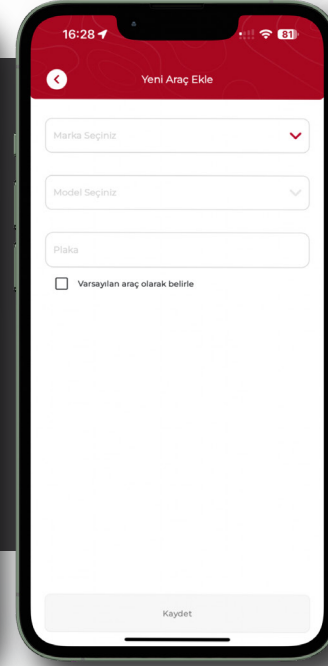 16:28
81
Yeni Araç Ekle
Marka Seçiniz
Model Seçiniz
Plaka
Varsayılan araç olarak belirle
Kaydet